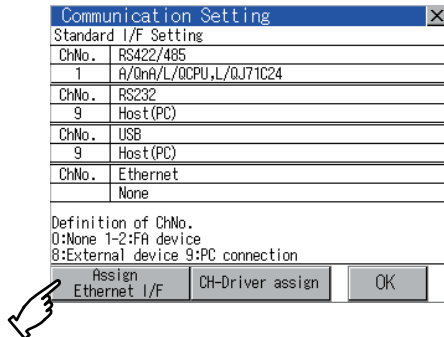 Communication Setting
Standard I/F Setting
ChNo. RS422/485
1 A/QnA/L/QCPU,L/QJ71C24
ChNo. RS232
9 Host(PC)
ChNo. USB
9 Host(PC)
ChNo. Ethernet
None
Definition of ChNo.
0:None 1-2:FA device
8:External device 9:PC connection
Assign
Ethernet I/F
CH-Driver assign
OK